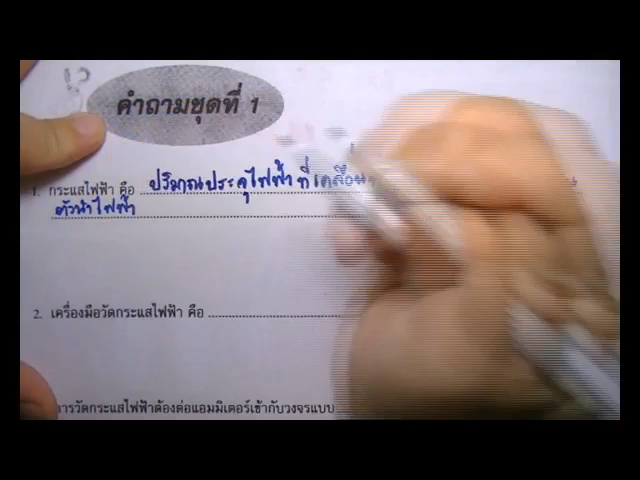 คำถามชุดที่ 1
1. กระแสไฟฟ้า คือ ปริมาณประจุไฟฟ้าที่เคลื่อน
ตัวนำไฟฟ้า
2. เครื่องมือวัดกระแสไฟฟ้า คือ
การวัดกระแสไฟฟ้าต้องต่อแอมมิเตอร์เข้ากับวงจรแบบ